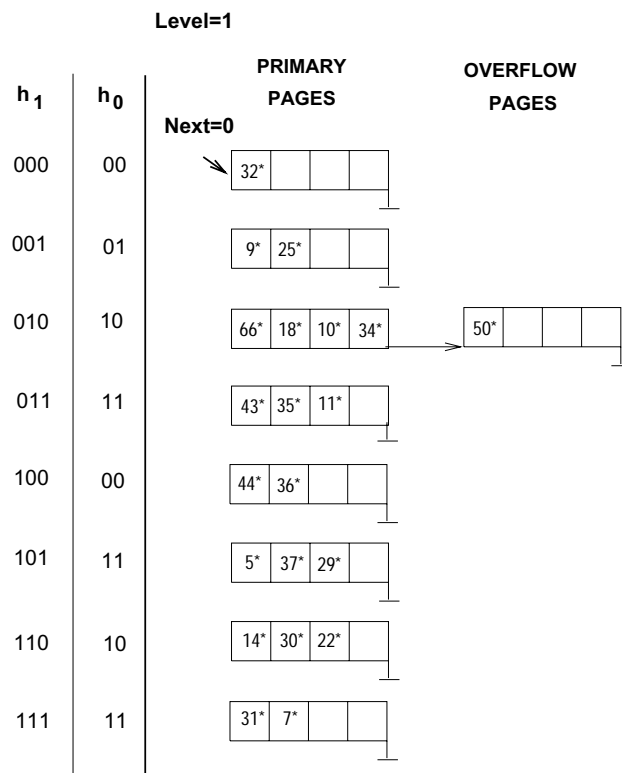 Level=1
PRIMARY PAGES
OVERFLOW PAGES
h1 h0
Next=0
000 00 32*
001 01 9* 25*
010 10 66* 18* 10* 34* 50*
011 11 43* 35* 11*
100 00 44* 36*
101 11 5* 37* 29*
110 10 14* 30* 22*
111 11 31* 7*